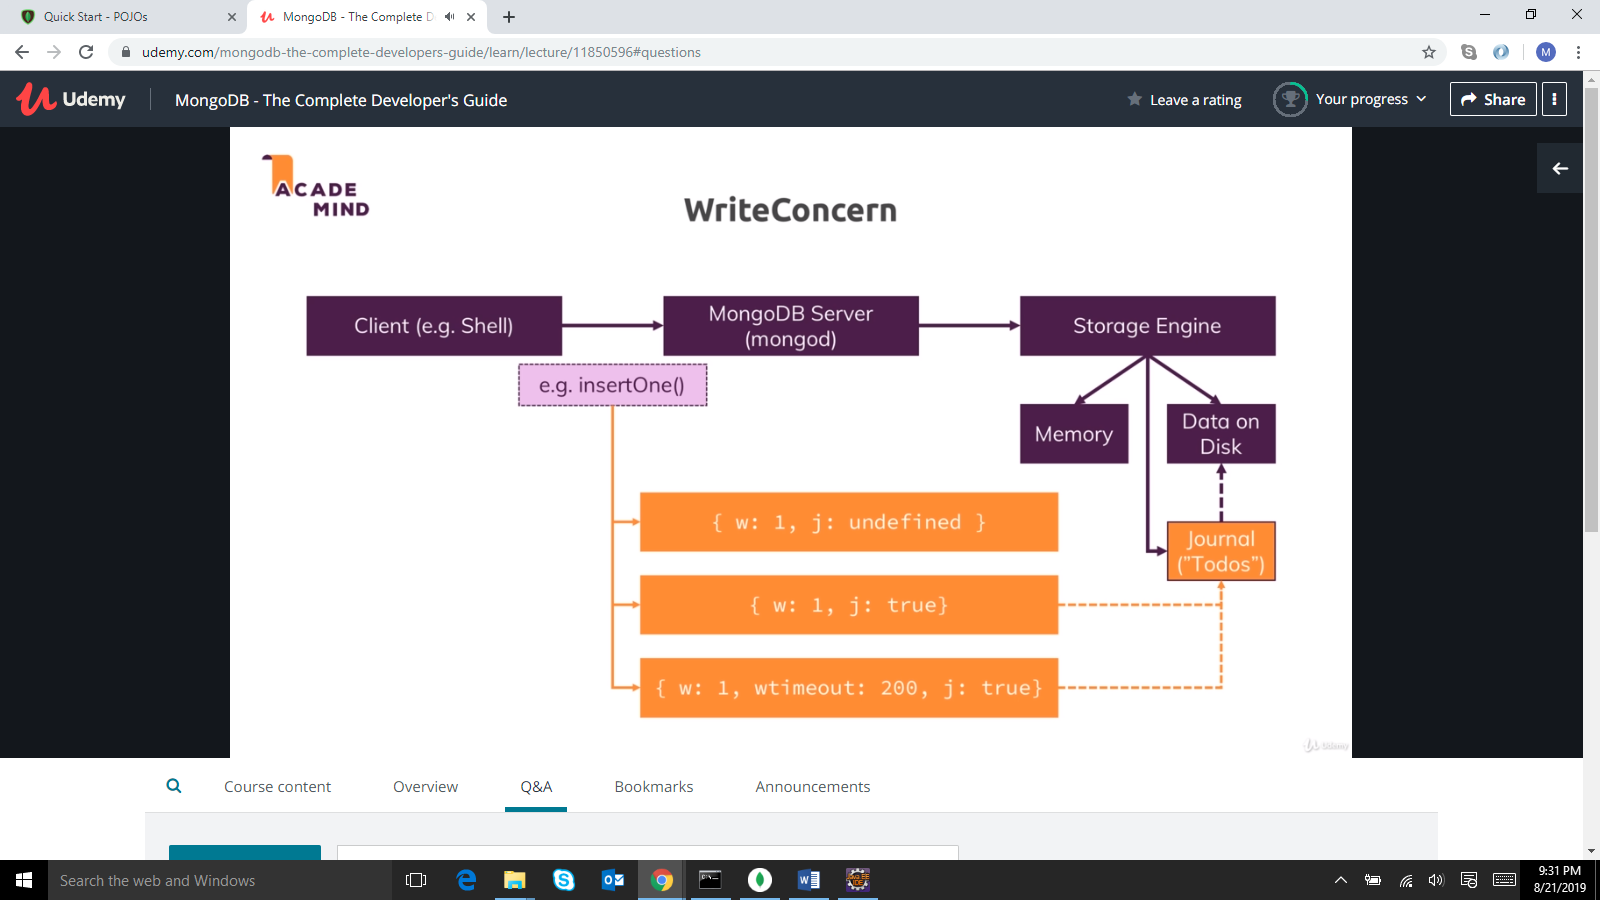 Quick Start - POJOs
MongoDB - The Complete D
udemy.com/mongodb-the-complete-developers-guide/learn/lecture/11850596#questions
M
Udemy
MongoDB - The Complete Developer's Guide
Leave a rating
Your progress
Share
ACADE
MIND
WriteConcern
Client (e.g. Shell)
MongoDB Server
(mongod)
Storage Engine
e.g. insertOne()
Memory
Data on
Disk
{ w: 1, j: undefined }
Journal
("Todos")
{ w: 1, j: true}
{ w: 1, wtimeout: 200, j: true}
Udemy
Course content
Overview
Q&A
Bookmarks
Announcements
Search the web and Windows
9:31 PM
8/21/2019